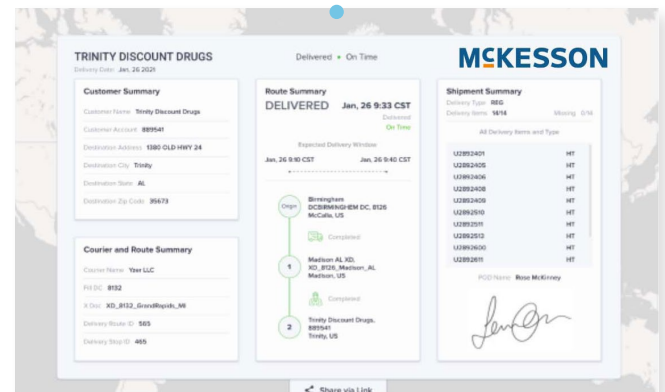 TRINITY DISCOUNT DRUGS
Delivery Date: Jan, 26 2021
Delivered • On Time
McKESSON
Customer Summary
Customer Name Trinity Discount Drugs
Customer Account 889541
Destination Address 1380 OLD HWY 24
Destination City Trinity
Destination State AL
Destination Zip Code 35673
Courier and Route Summary
Courier Name Yaw LLC
PH DC 8132
X Doc XD_8132_GrandRapids_MI
Delivery Route ID 565
Delivery Stop ID 465
Route Summary
DELIVERED Jan, 26 9:33 CST
Delivered
On Time
Expected Delivery Window
Jan, 26 9:10 CST Jan, 26 9:40 CST
Origin
Birmingham
DCBIRMINGHEM DC, 8126
McCalla, US
Completed
1
Madison AL XD,
XD_8126_Madison_AL
Madison, US
Completed
2
Trinity Discount Drugs,
889541
Trinity, US
Shipment Summary
Delivery Type REG
Delivery Items 14/14 Missing 0/14
All Delivery Items and Type
U2892401 HT
U2892405 HT
U2892406 HT
U2892408 HT
U2892409 HT
U2892510 HT
U2892511 HT
U2892513 HT
U2892600 HT
U2892611 HT
POD Name Rose McKinney
Share via Link